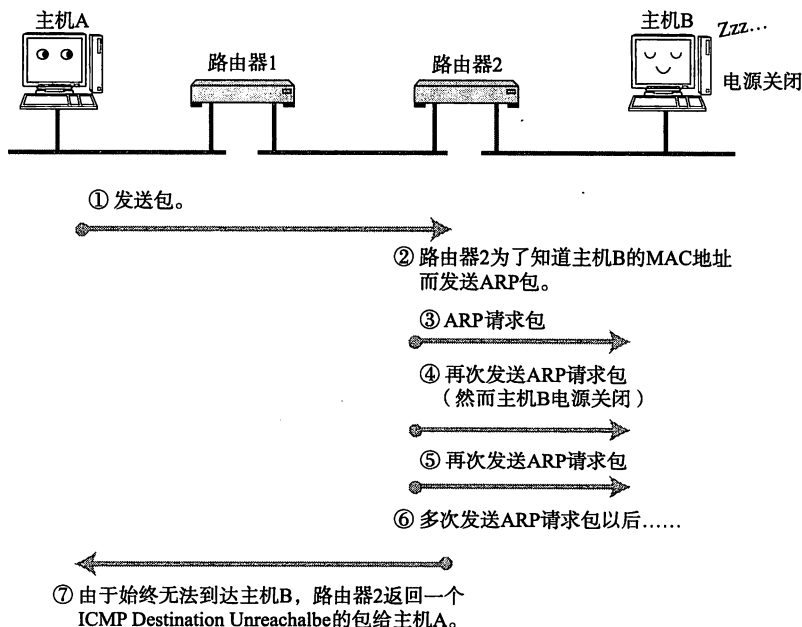 主机A
主机B
Zzz...
路由器1
路由器2
电源关闭
① 发送包。
② 路由器2为了知道主机B的MAC地址
而发送ARP包。
③ ARP请求包
④ 再次发送ARP请求包
（然而主机B电源关闭）
⑤ 再次发送ARP请求包
⑥ 多次发送ARP请求包以后……
⑦ 由于始终无法到达主机B，路由器2返回一个
ICMP Destination Unreachalbe的包给主机A。